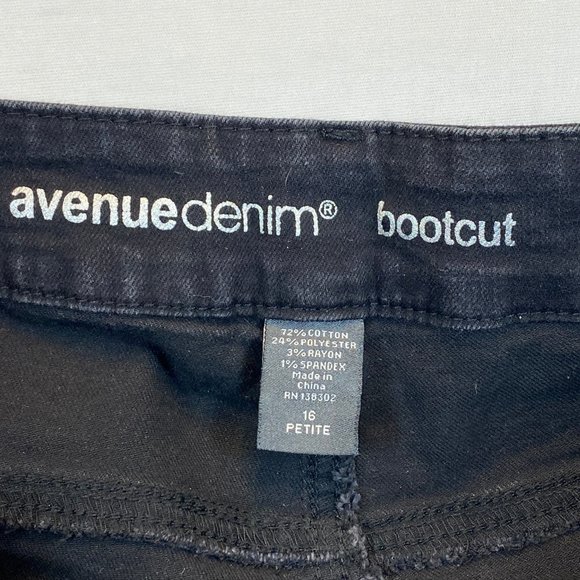 avenuedenim® bootcut
72% COTTON
24% POLYESTER
3% RAYON
1% SPANDEX
Made in
China
RN 138302
16
PETITE